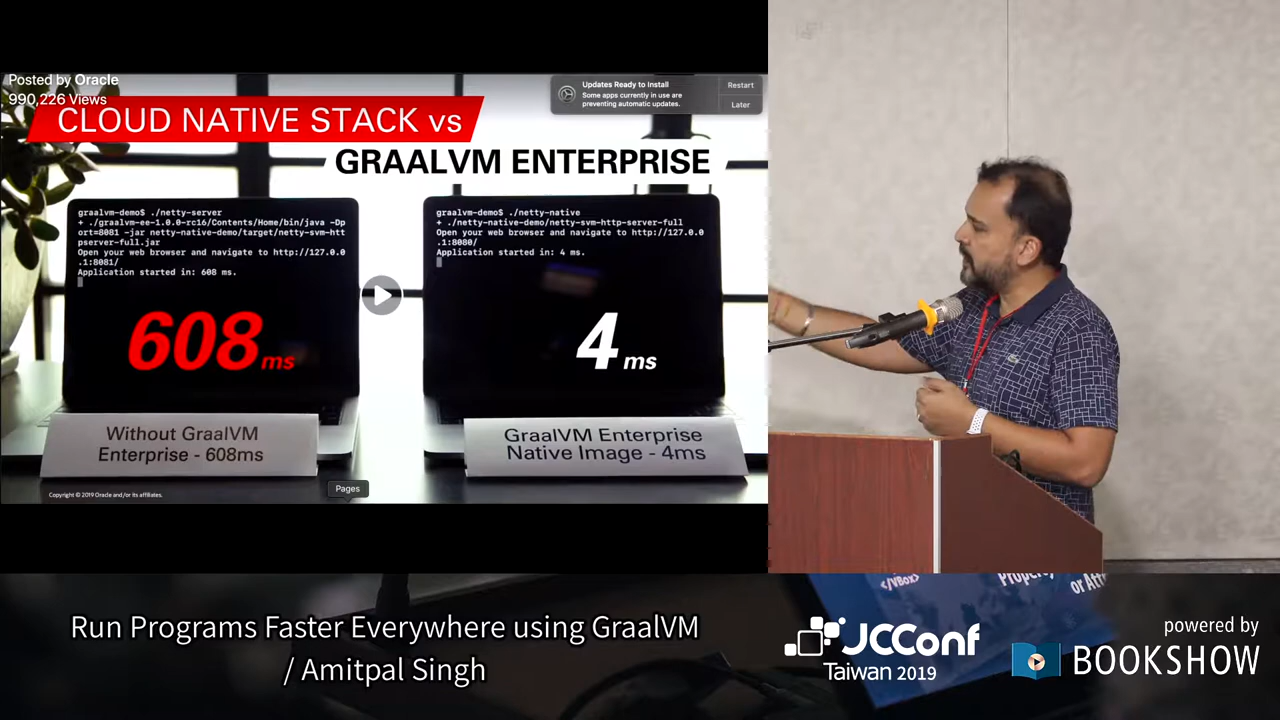 Posted by Oracle
990,226 Views
Updates Ready to Install
Some apps currently in use are
preventing automatic updates.
Restart
Later
CLOUD NATIVE STACK vs
GRAALVM ENTERPRISE
graalvm-demo$ ./netty-server
+ ./graalvm-ee-1.0.0-rc16/Contents/Home/bin/java -Dp
ort=8081 -jar netty-native-demo/target/netty-svm-htt
pserver-full.jar
Open your web browser and navigate to http://127.0.0
.1:8081/
Application started in: 608 ms.
608 ms
Without GraalVM
Enterprise - 608ms
graalvm-demo$ ./netty-native
+ ./netty-native-demo/netty-svm-http-server-full
Open your web browser and navigate to http://127.0.0
.1:8080/
Application started in: 4 ms.
4 ms
GraalVM Enterprise
Native Image - 4ms
Copyright © 2019 Oracle and/or its affiliates.
Pages
</VBox>
or
Run Programs Faster Everywhere using GraalVM
/ Amitpal Singh
JCConf
Taiwan 2019
powered by
BOOKSHOW